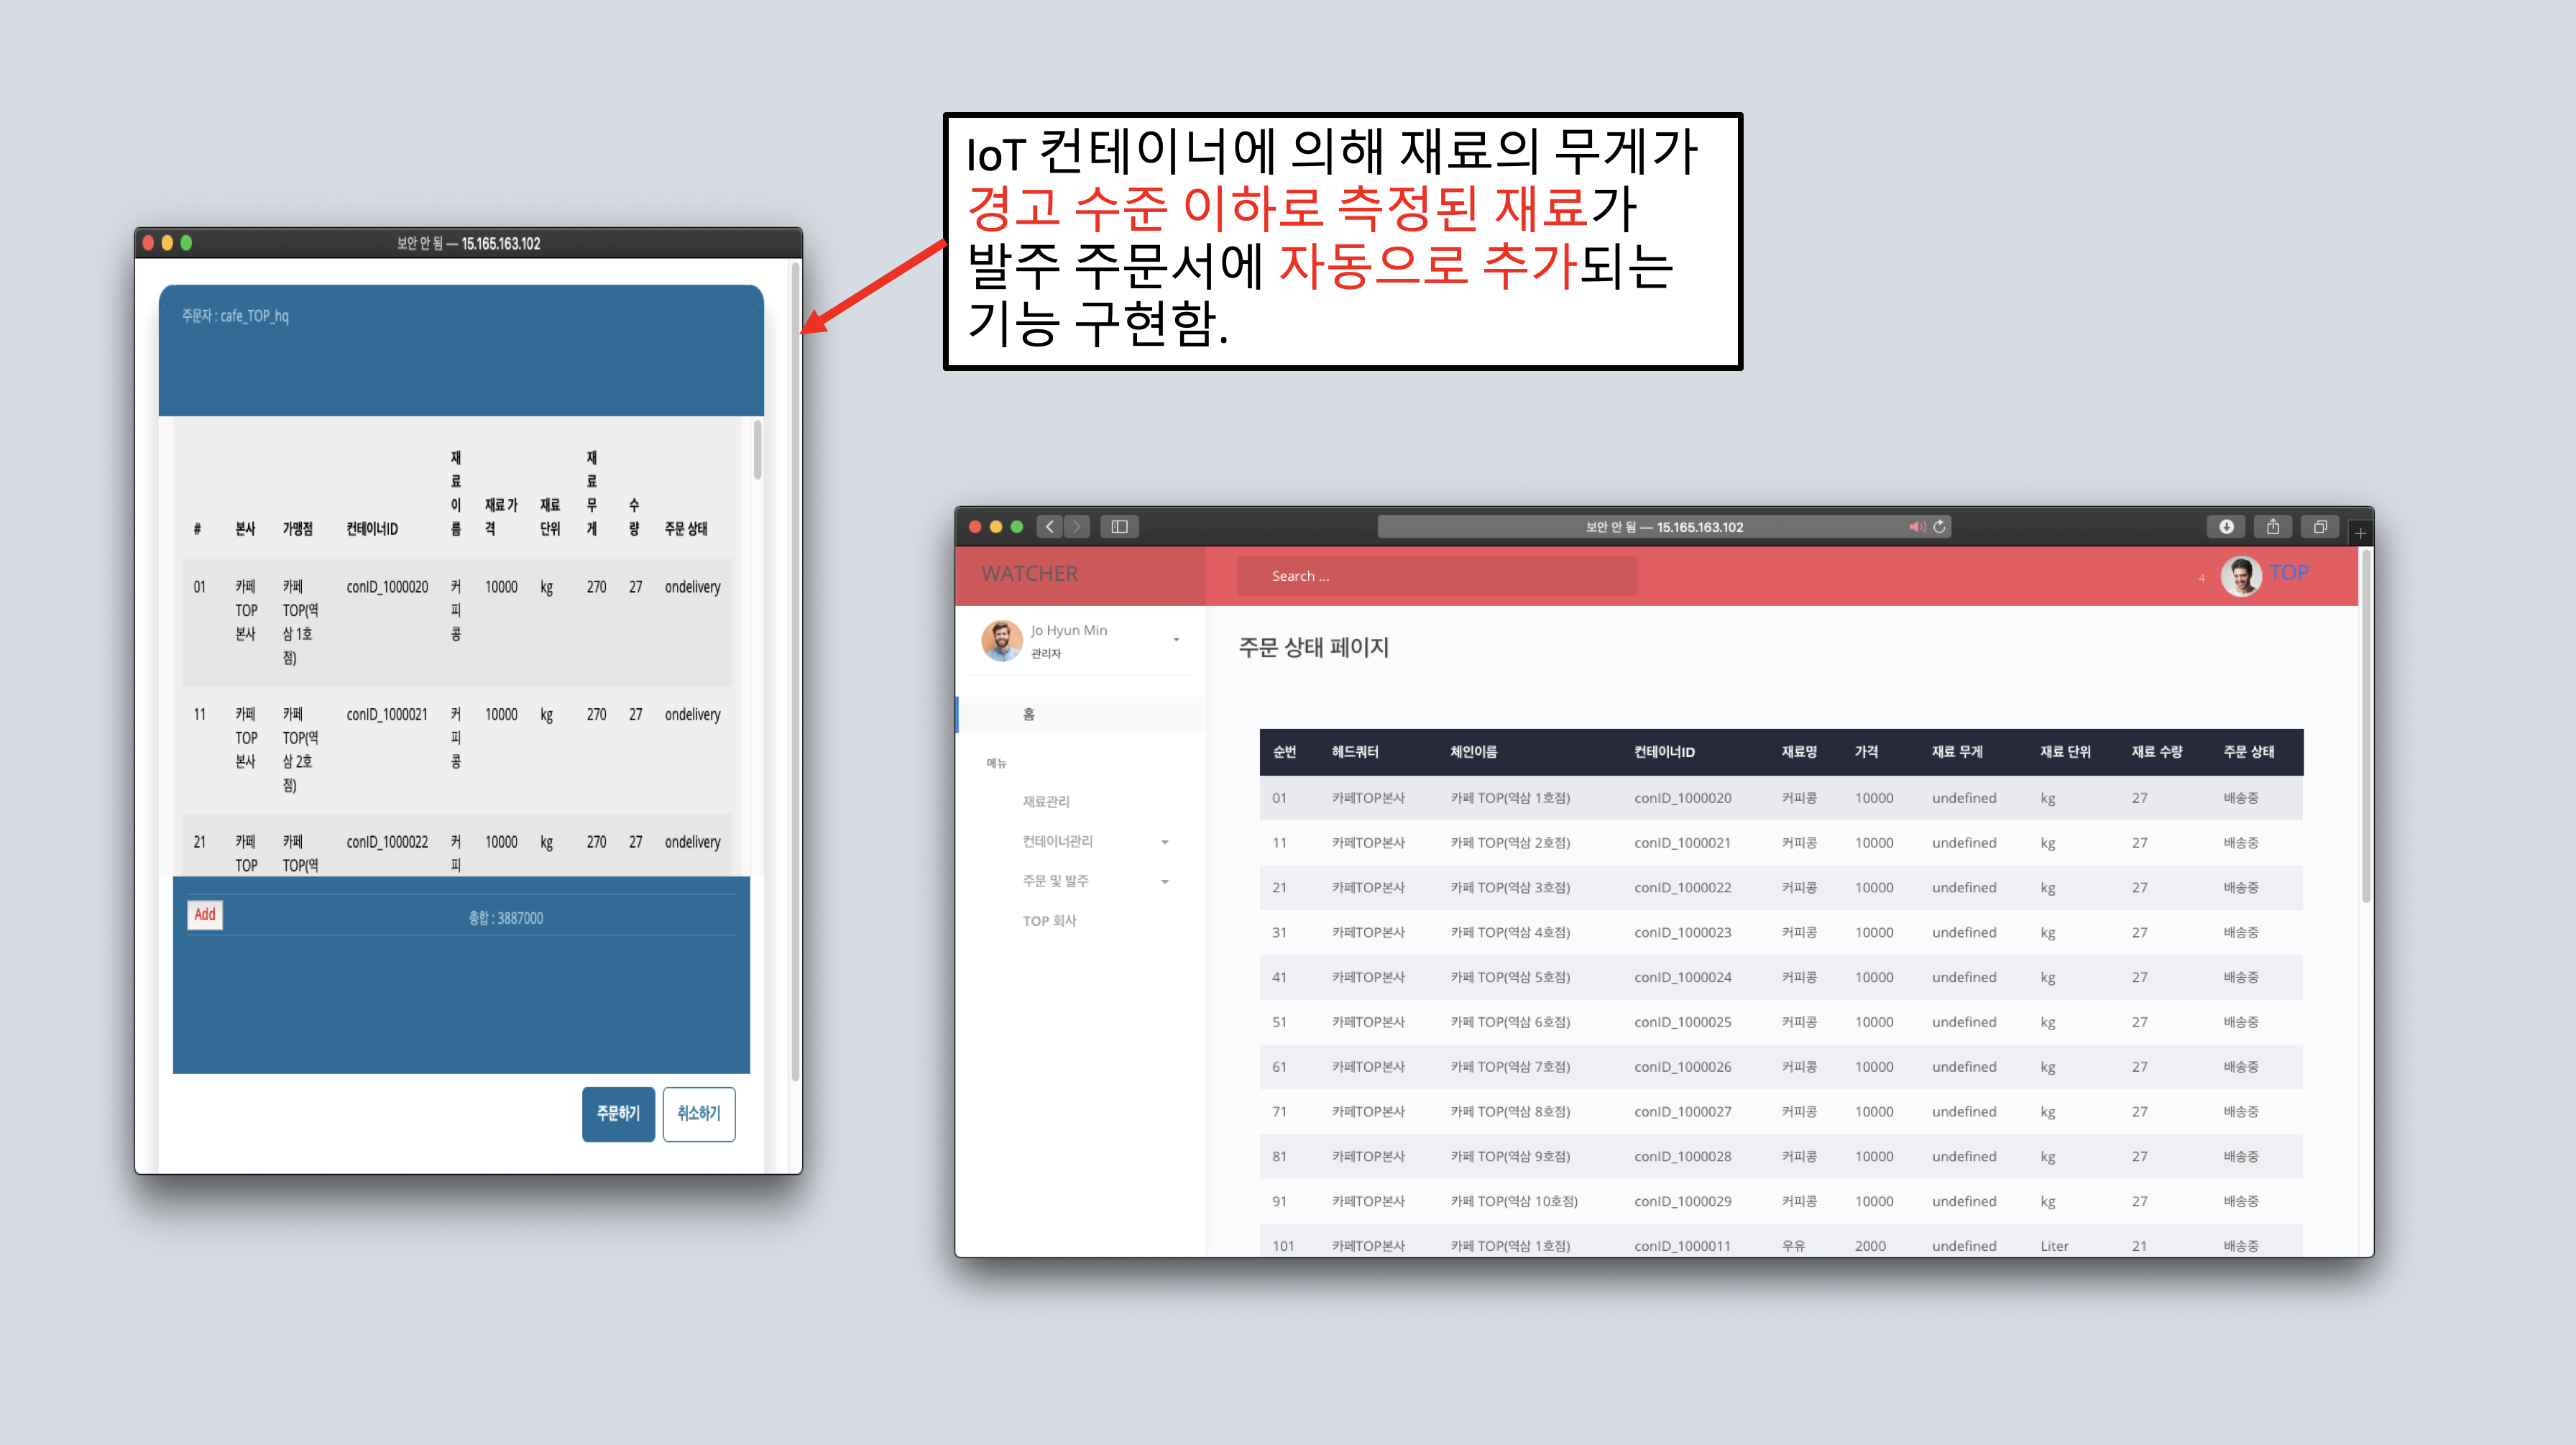 IoT 컨테이너에 의해 재료의 무게가
경고 수준 이하로 측정된 재료가
발주 주문서에 자동으로 추가되는
기능 구현함.
보안 안 됨 — 15.165.163.102
주문자 : cafe_TOP_hq
# 본사 가맹점 컨테이너ID 재료이름 재료 가격 재료 단위 재료무게 수량 주문 상태
01 카페 TOP 본사 카페 TOP(역삼 1호점) conID_1000020 커피콩 10000 kg 270 27 ondelivery
11 카페 TOP 본사 카페 TOP(역삼 2호점) conID_1000021 커피콩 10000 kg 270 27 ondelivery
21 카페 TOP 카페 TOP(역 conID_1000022 커피 10000 kg 270 27 ondelivery
Add 총합 : 3887000
주문하기 취소하기
보안 안 됨 — 15.165.163.102
WATCHER Search ... 4 TOP
Jo Hyun Min
관리자
홈
메뉴
재료관리
컨테이너관리
주문 및 발주
TOP 회사
주문 상태 페이지
순번 헤드쿼터 체인이름 컨테이너ID 재료명 가격 재료 무게 재료 단위 재료 수량 주문 상태
01 카페TOP본사 카페 TOP(역삼 1호점) conID_1000020 커피콩 10000 undefined kg 27 배송중
11 카페TOP본사 카페 TOP(역삼 2호점) conID_1000021 커피콩 10000 undefined kg 27 배송중
21 카페TOP본사 카페 TOP(역삼 3호점) conID_1000022 커피콩 10000 undefined kg 27 배송중
31 카페TOP본사 카페 TOP(역삼 4호점) conID_1000023 커피콩 10000 undefined kg 27 배송중
41 카페TOP본사 카페 TOP(역삼 5호점) conID_1000024 커피콩 10000 undefined kg 27 배송중
51 카페TOP본사 카페 TOP(역삼 6호점) conID_1000025 커피콩 10000 undefined kg 27 배송중
61 카페TOP본사 카페 TOP(역삼 7호점) conID_1000026 커피콩 10000 undefined kg 27 배송중
71 카페TOP본사 카페 TOP(역삼 8호점) conID_1000027 커피콩 10000 undefined kg 27 배송중
81 카페TOP본사 카페 TOP(역삼 9호점) conID_1000028 커피콩 10000 undefined kg 27 배송중
91 카페TOP본사 카페 TOP(역삼 10호점) conID_1000029 커피콩 10000 undefined kg 27 배송중
101 카페TOP본사 카페 TOP(역삼 1호점) conID_1000011 우유 2000 undefined Liter 21 배송중